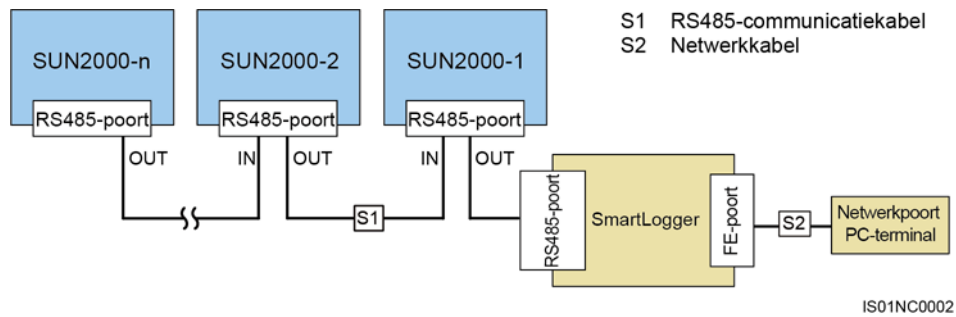 SUN2000-n
SUN2000-2
SUN2000-1
S1 RS485-communicatiekabel
S2 Netwerkkabel
RS485-poort
RS485-poort
RS485-poort
OUT
IN
OUT
IN
OUT
S1
RS485-poort
SmartLogger
FE-poort
S2
Netwerkpoort
PC-terminal
IS01NC0002